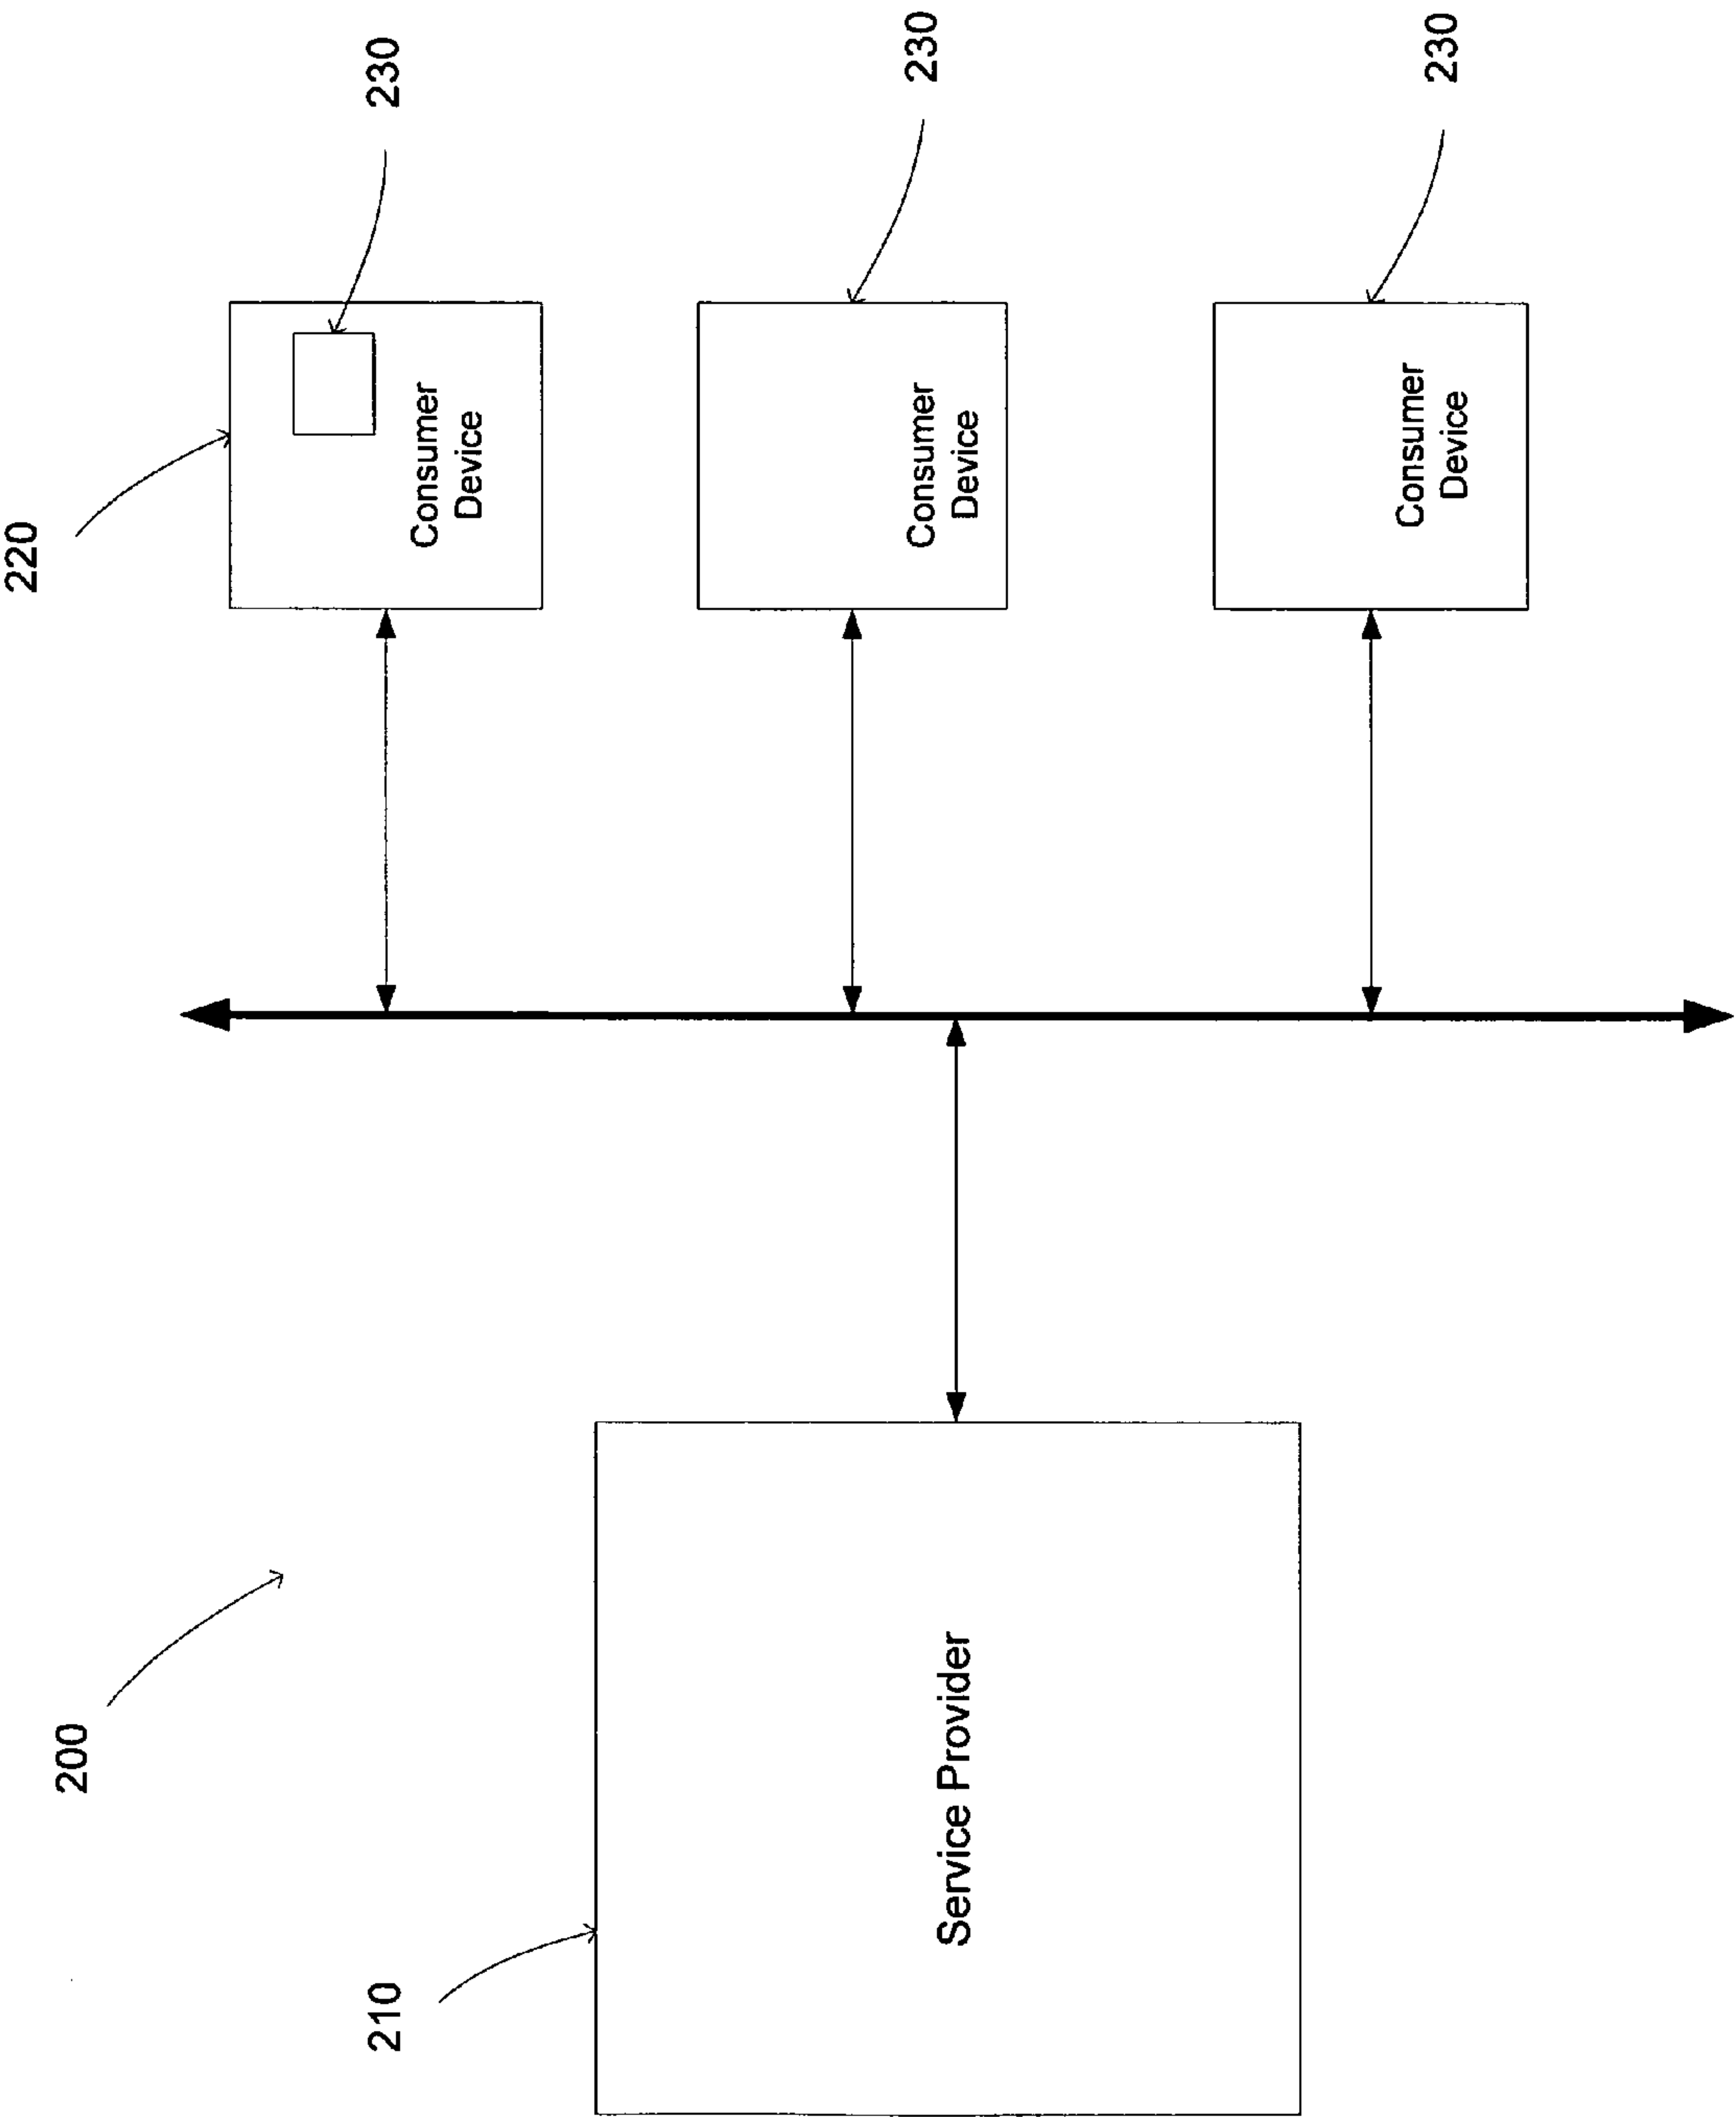 200
210
Service Provider
220
230
Consumer
Device
230
Consumer
Device
230
Consumer
Device